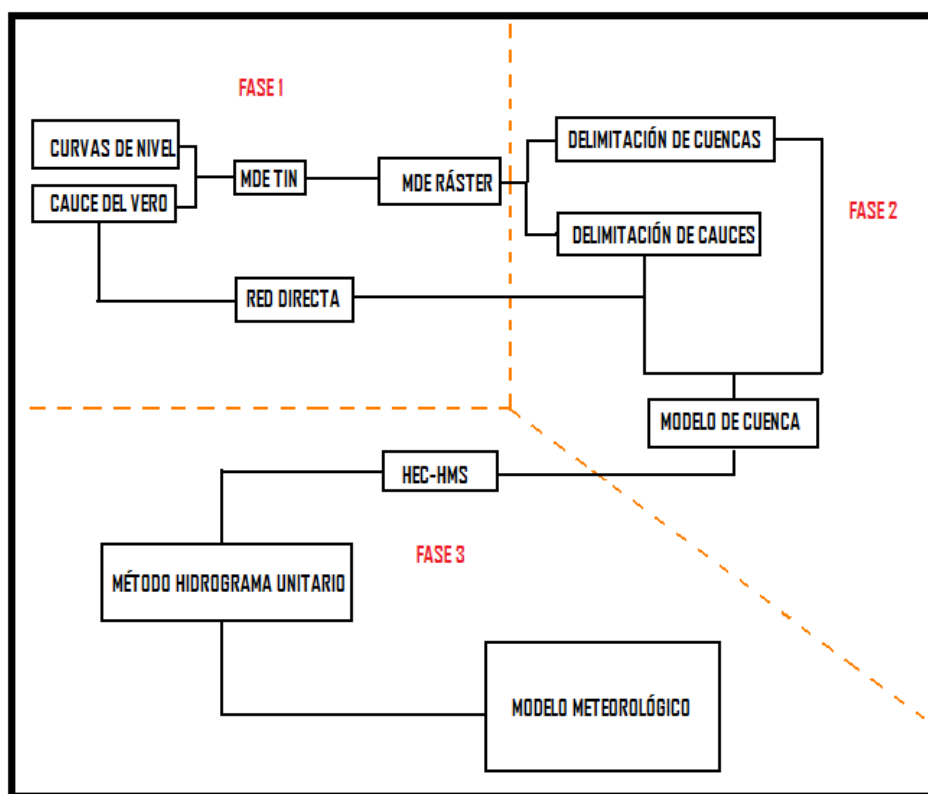 FASE 1
CURVAS DE NIVEL
CAUCE DEL VERO
MDE TIN
MDE RÁSTER
RED DIRECTA
DELIMITACIÓN DE CUENCAS
DELIMITACIÓN DE CAUCES
FASE 2
MODELO DE CUENCA
HEC-HMS
FASE 3
MÉTODO HIDROGRAMA UNITARIO
MODELO METEOROLÓGICO